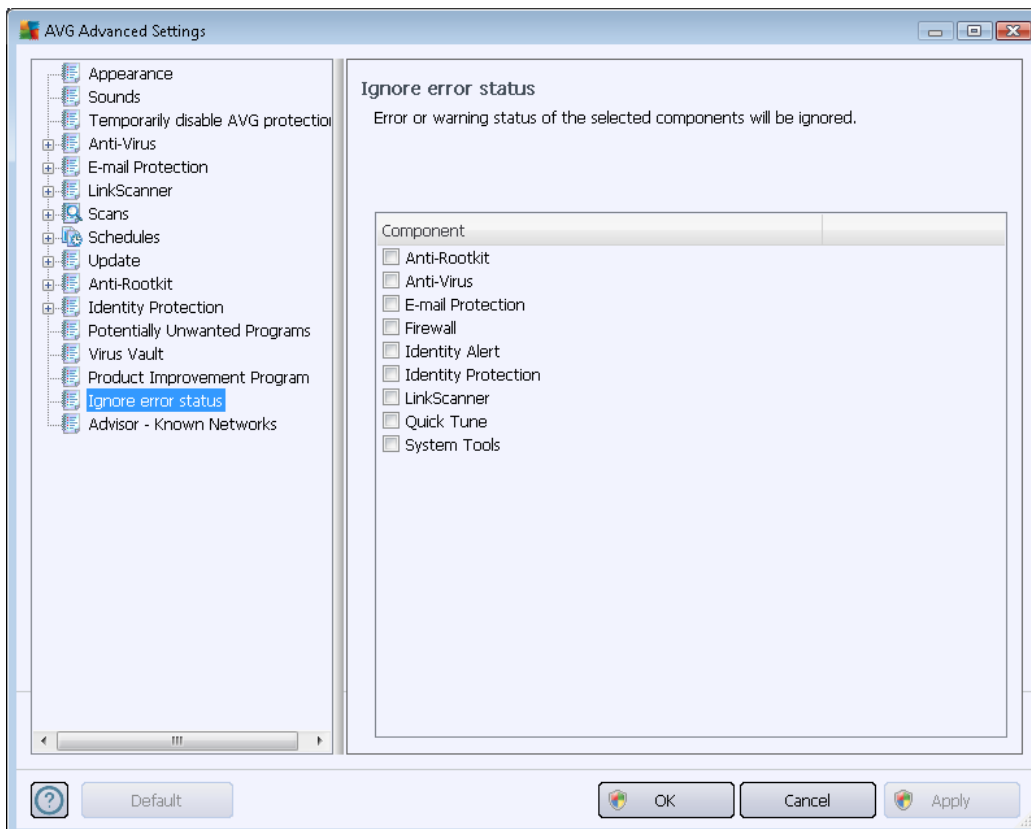 AVG Advanced Settings
Appearance
Sounds
Temporarily disable AVG protection
Anti-Virus
E-mail Protection
LinkScanner
Scans
Schedules
Update
Anti-Rootkit
Identity Protection
Potentially Unwanted Programs
Virus Vault
Product Improvement Program
Ignore error status
Advisor - Known Networks
Ignore error status
Error or warning status of the selected components will be ignored.
Component
Anti-Rootkit
Anti-Virus
E-mail Protection
Firewall
Identity Alert
Identity Protection
LinkScanner
Quick Tune
System Tools
?
Default
OK
Cancel
Apply